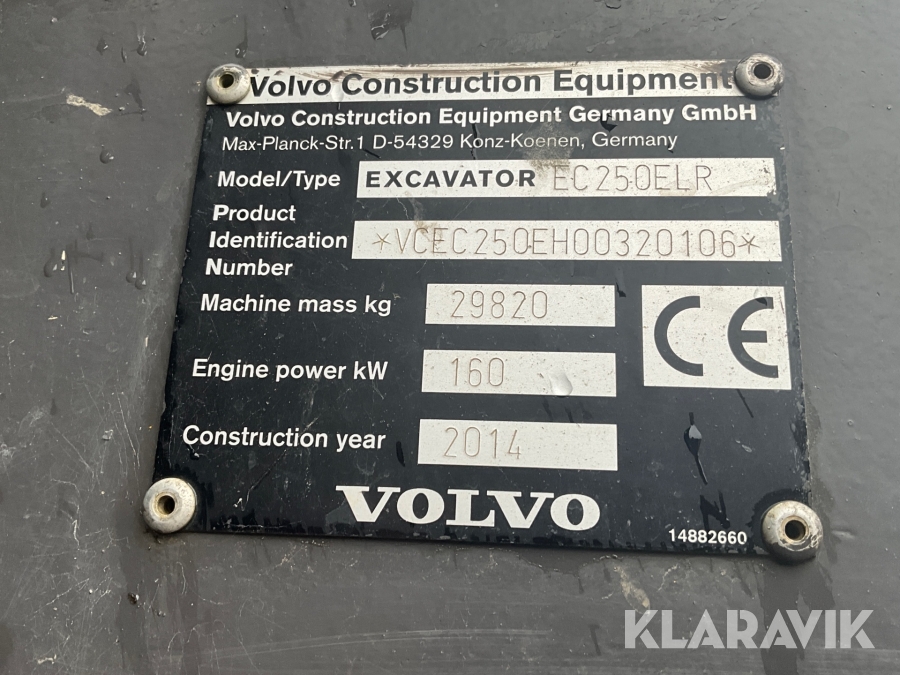 Volvo Construction Equipment
Volvo Construction Equipment Germany GmbH
Max-Planck-Str.1 D-54329 Konz-Koenen, Germany
Model/Type EXCAVATOR EC250ELR
Product
Identification
Number *VCEC250EH00320106*
Machine mass kg 29820
Engine power kW 160
CE
Construction year 2014
VOLVO
14882660
KLARAVIK